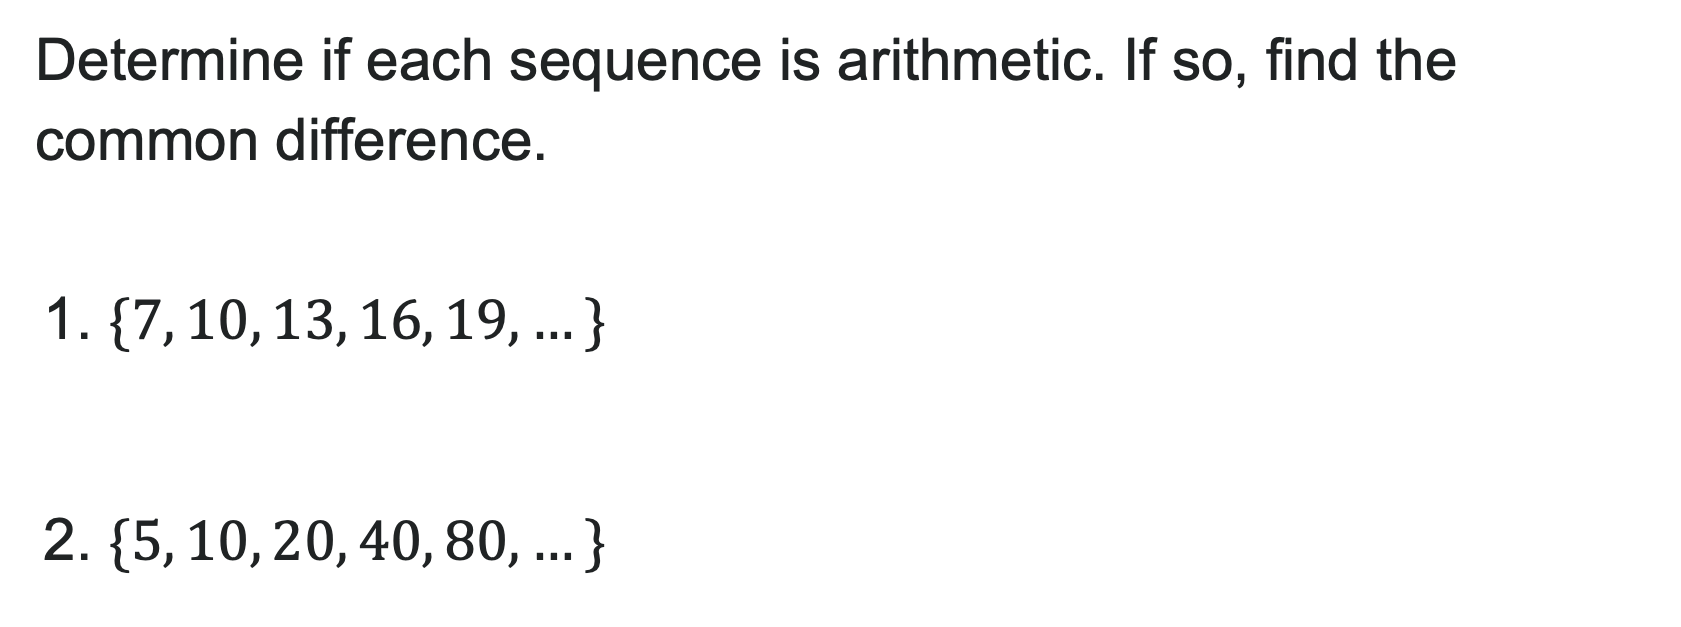 Determine if each sequence is arithmetic. If so, find the
common difference.
1. {7, 10, 13, 16, 19, ... }
2. {5, 10, 20, 40, 80, ... }